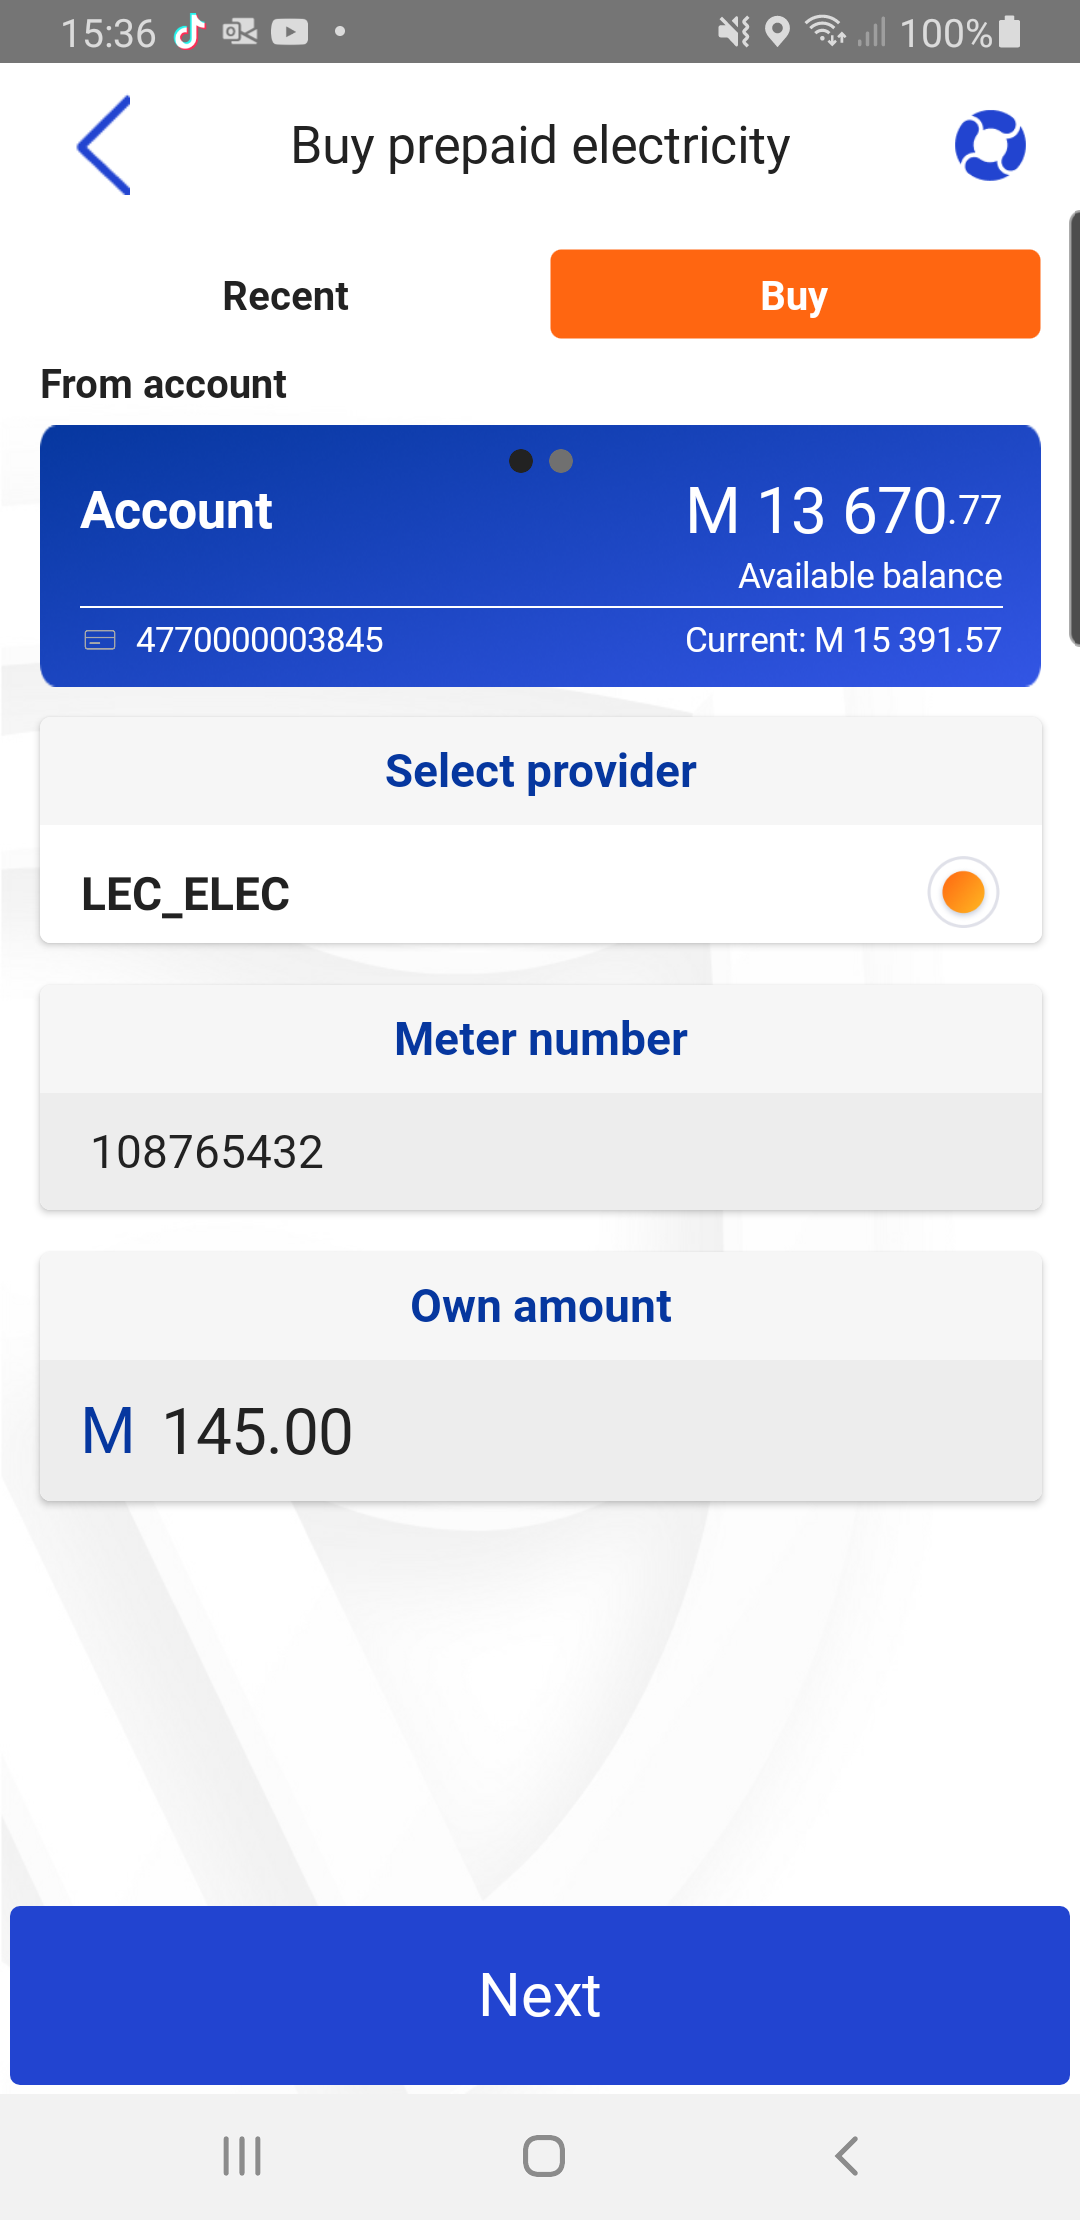 15:36
100%
Buy prepaid electricity
Recent
Buy
From account
Account
M 13 670.77
Available balance
4770000003845
Current: M 15 391.57
Select provider
LEC_ELEC
Meter number
108765432
Own amount
M 145.00
Next